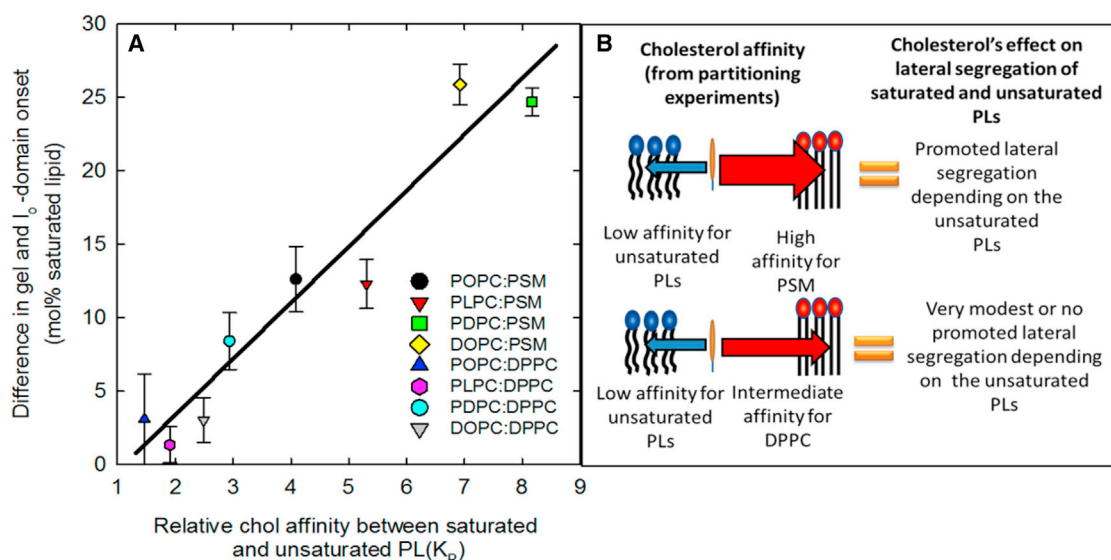 A
Difference in gel and lo-domain onset
(mol% saturated lipid)
30
25
20
15
10
5
0
1 2 3 4 5 6 7 8 9
Relative chol affinity between saturated
and unsaturated PL(KR)
POPC:PSM
PLPC:PSM
PDPC:PSM
DOPC:PSM
POPC:DPPC
PLPC:DPPC
PDPC:DPPC
DOPC:DPPC
B
Cholesterol affinity
(from partitioning
experiments)
Cholesterol's effect on
lateral segregation of
saturated and unsaturated
PLs
Low affinity for
unsaturated
PLs
High
affinity for
PSM
Promoted lateral
segregation
depending on the
unsaturated
PLs
Low affinity for
unsaturated
PLs
Intermediate
affinity for
DPPC
Very modest or no
promoted lateral
segregation depending
on the unsaturated
PLs